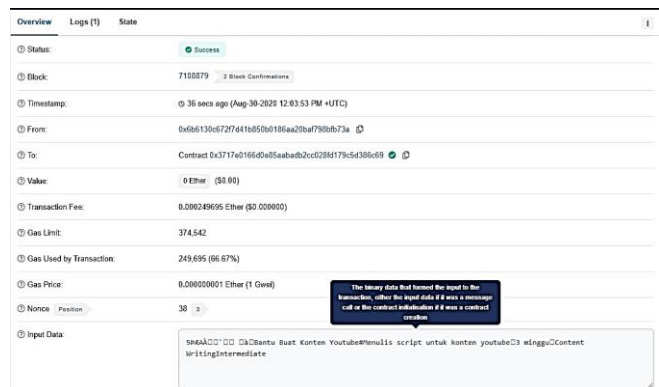 Overview Logs (1) State
Status: Success
Block: 7108879 2 Block Confirmations
Timestamp: 36 secs ago (Aug-30-2020 12:03:53 PM +UTC)
From: 0x6b6130c672f7d41b850b0186aa20baf798bfb73a
To: Contract 0x3717e0166d0e85aabadb2cc028fd179c5d386c69
Value: 0 Ether ($0.00)
Transaction Fee: 0.000249695 Ether ($0.000000)
Gas Limit: 374,542
Gas Used by Transaction: 249,695 (66.67%)
Gas Price: 0.000000001 Ether (1 Gwei)
The binary data that formed the input to the
transaction, either the input data if it was a message
call or the contract initialisation if it was a contract
creation
Nonce Position 38 3
Input Data:
Bantu Buat Konten Youtube#Menulis script untuk konten youtube 3 minggu Content
WritingIntermediate